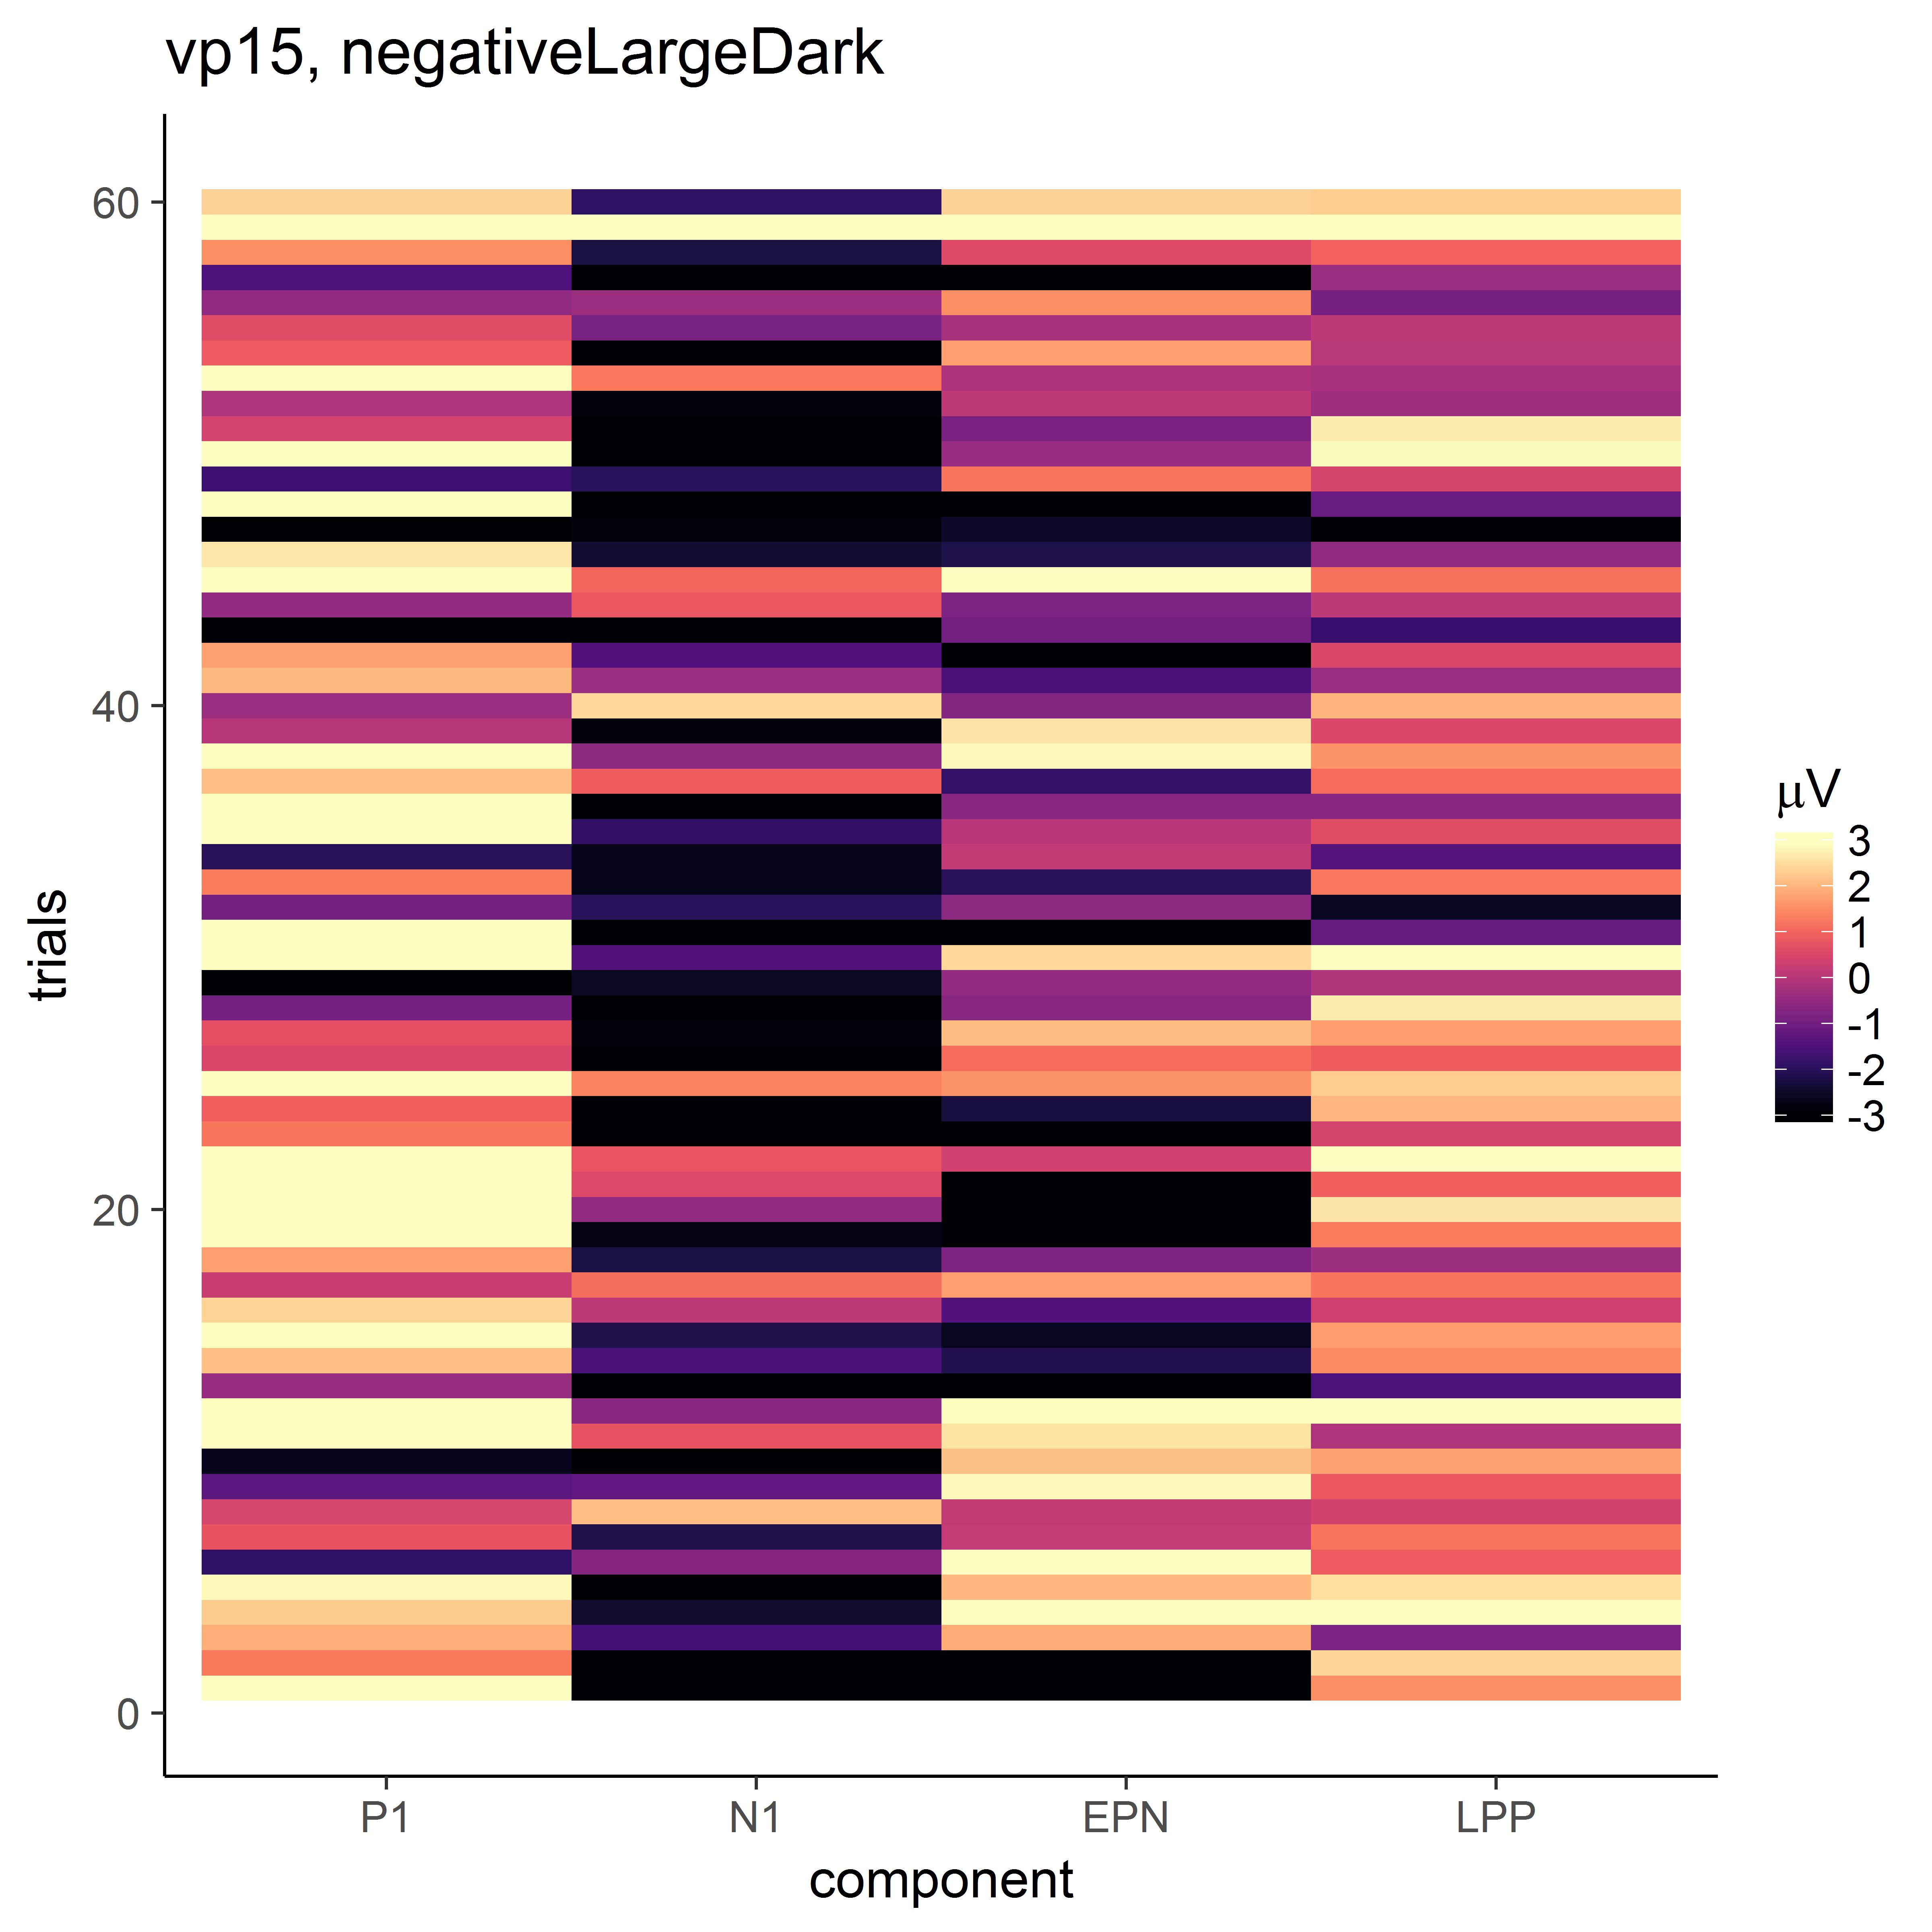 vp15, negativeLargeDark
60
40
20
0
trials
P1 N1 EPN LPP
component
μV
3
2
1
0
-1
-2
-3